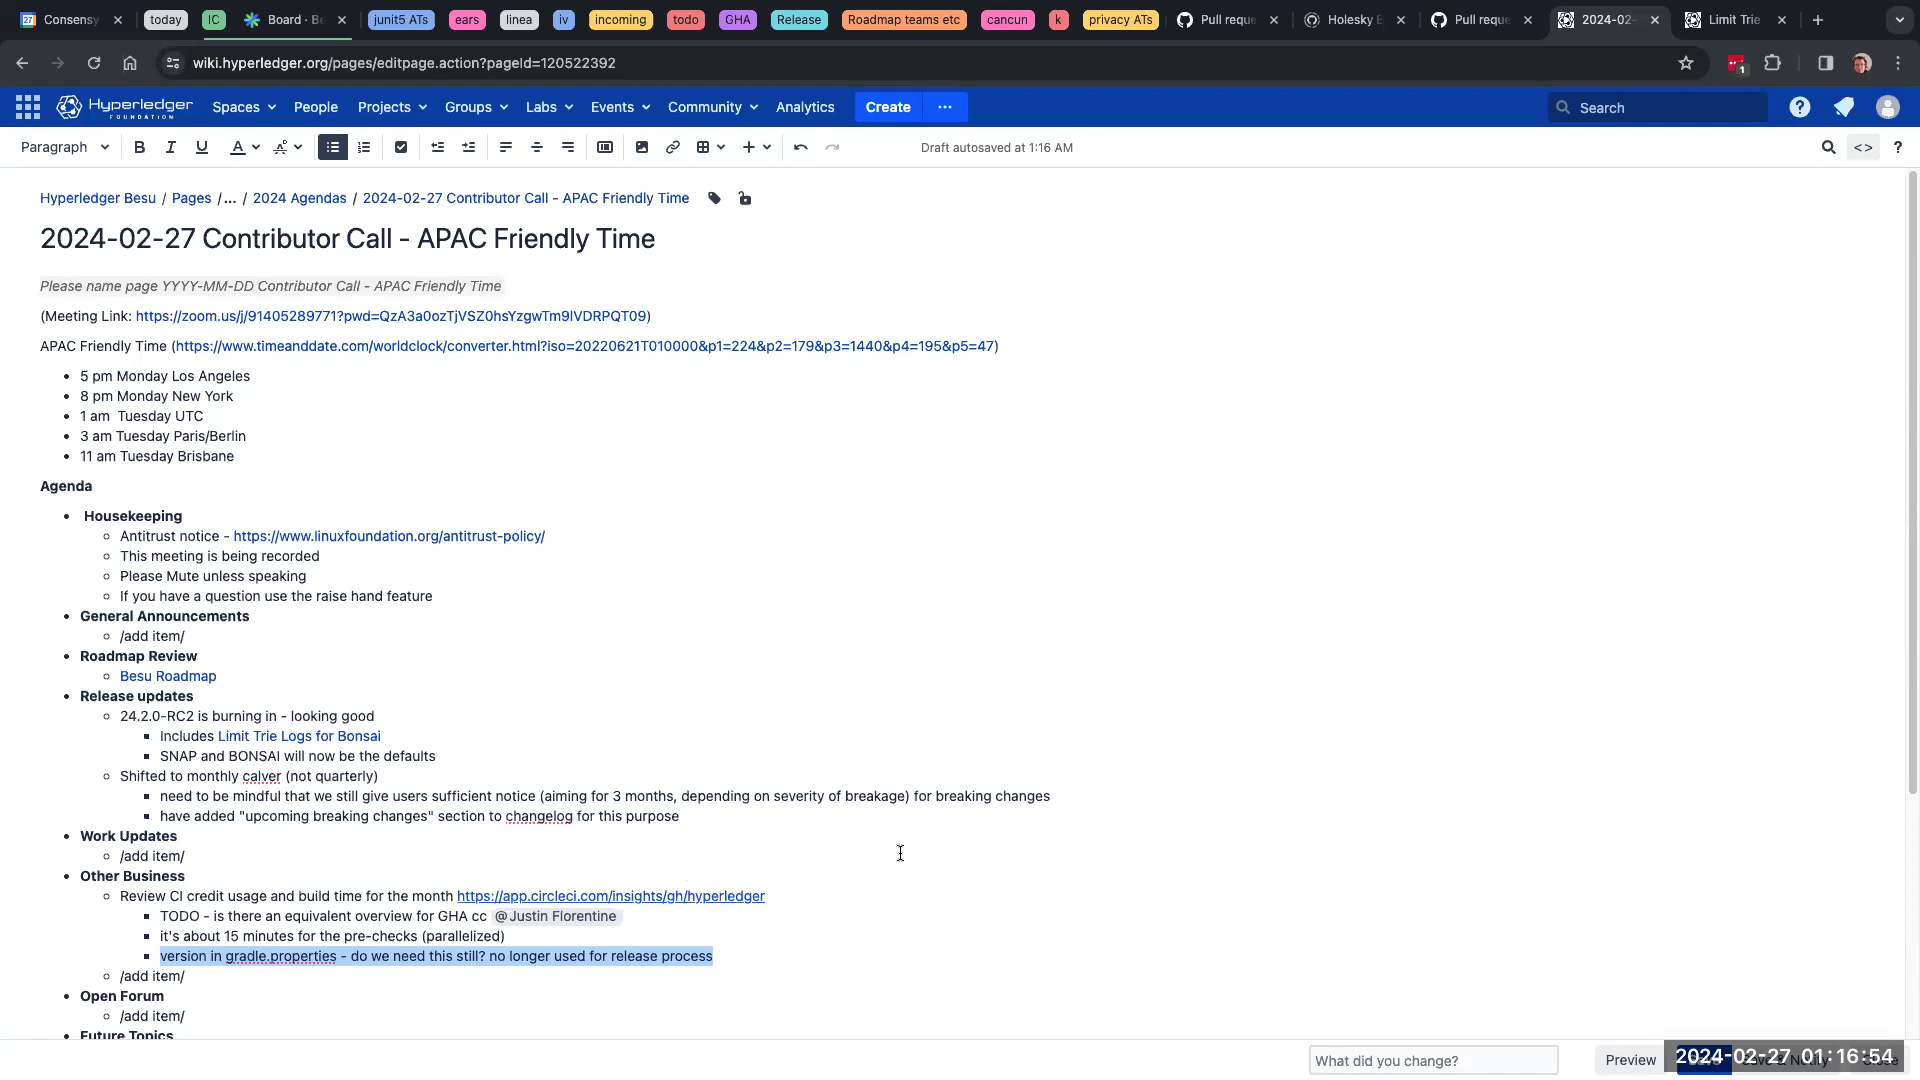 Consensy
today
IC
Board · Be
junit5 ATs
ears
linea
iv
incoming
todo
GHA
Release
Roadmap teams etc
cancun
k
privacy ATs
Pull reque
Holesky E
Pull reque
2024-02-
Limit Trie
wiki.hyperledger.org/pages/editpage.action?pageId=120522392
1
HYPERLEDGER FOUNDATION
Spaces
People
Projects
Groups
Labs
Events
Community
Analytics
Create
Search
Paragraph
Draft autosaved at 1:16 AM
Hyperledger Besu / Pages /... / 2024 Agendas / 2024-02-27 Contributor Call - APAC Friendly Time
2024-02-27 Contributor Call - APAC Friendly Time
Please name page YYYY-MM-DD Contributor Call - APAC Friendly Time
(Meeting Link: https://zoom.us/j/91405289771?pwd=QzA3a0ozTjVSZ0hsYzgwTm9lVDRPQT09)
APAC Friendly Time (https://www.timeanddate.com/worldclock/converter.html?iso=20220621T010000&p1=224&p2=179&p3=1440&p4=195&p5=47)
5 pm Monday Los Angeles
8 pm Monday New York
1 am Tuesday UTC
3 am Tuesday Paris/Berlin
11 am Tuesday Brisbane
Agenda
Housekeeping
Antitrust notice - https://www.linuxfoundation.org/antitrust-policy/
This meeting is being recorded
Please Mute unless speaking
If you have a question use the raise hand feature
General Announcements
/add item/
Roadmap Review
Besu Roadmap
Release updates
24.2.0-RC2 is burning in - looking good
Includes Limit Trie Logs for Bonsai
SNAP and BONSAI will now be the defaults
Shifted to monthly calver (not quarterly)
need to be mindful that we still give users sufficient notice (aiming for 3 months, depending on severity of breakage) for breaking changes
have added "upcoming breaking changes" section to changelog for this purpose
Work Updates
/add item/
Other Business
Review CI credit usage and build time for the month https://app.circleci.com/insights/gh/hyperledger
TODO - is there an equivalent overview for GHA cc @Justin Florentine
it's about 15 minutes for the pre-checks (parallelized)
version in gradle.properties - do we need this still? no longer used for release process
/add item/
Open Forum
/add item/
Future Topics
What did you change?
Preview
2024-02-27 01:16:54